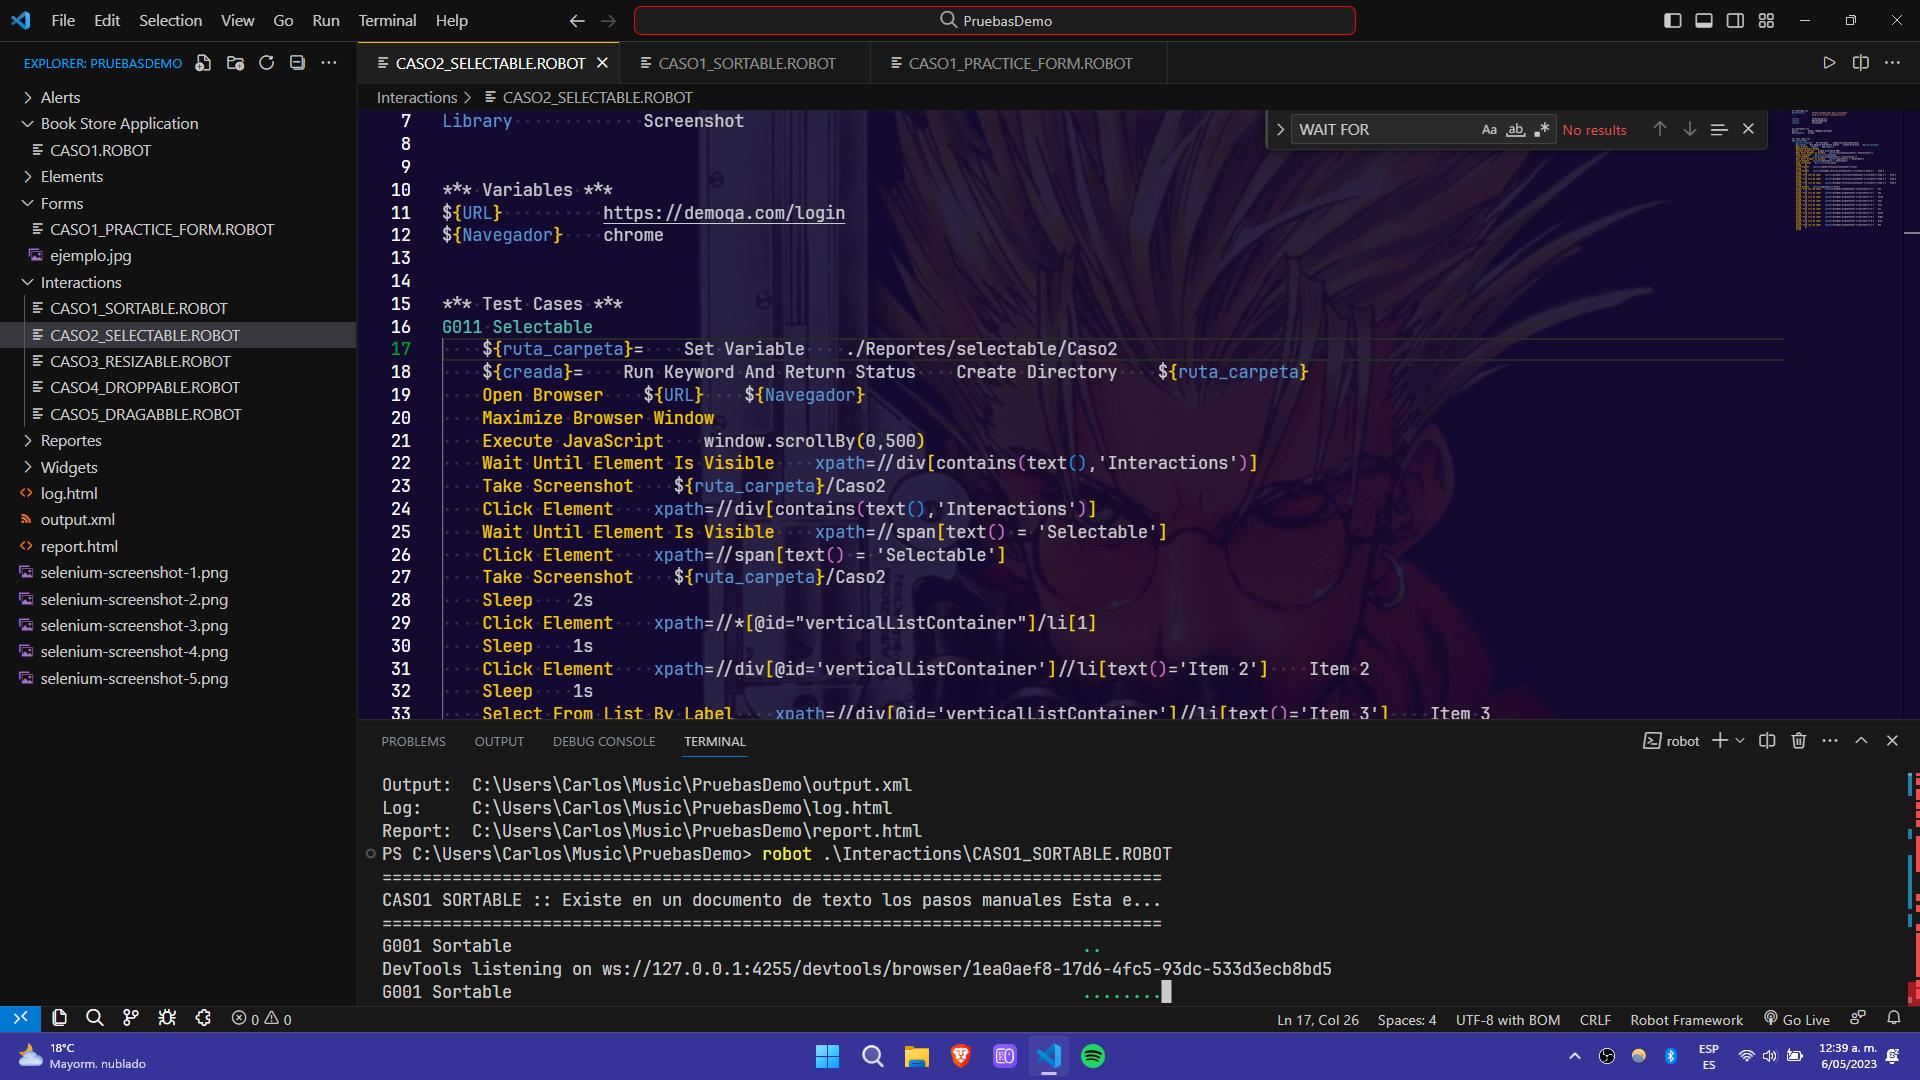 File Edit Selection View Go Run Terminal Help
PruebasDemo
EXPLORER: PRUEBASDEMO
Alerts
Book Store Application
CASO1.ROBOT
Elements
Forms
CASO1_PRACTICE_FORM.ROBOT
ejemplo.jpg
Interactions
CASO1_SORTABLE.ROBOT
CASO2_SELECTABLE.ROBOT
CASO3_RESIZABLE.ROBOT
CASO4_DROPPABLE.ROBOT
CASO5_DRAGABBLE.ROBOT
Reportes
Widgets
log.html
output.xml
report.html
selenium-screenshot-1.png
selenium-screenshot-2.png
selenium-screenshot-3.png
selenium-screenshot-4.png
selenium-screenshot-5.png
CASO2_SELECTABLE.ROBOT CASO1_SORTABLE.ROBOT CASO1_PRACTICE_FORM.ROBOT
Interactions > CASO2_SELECTABLE.ROBOT
WAIT FOR Aa ab No results
7 Library Screenshot
8
9
10 *** Variables ***
11 ${URL} https://demoqa.com/login
12 ${Navegador} chrome
13
14
15 *** Test Cases ***
16 G011 Selectable
17 ${ruta_carpeta}= Set Variable ./Reportes/selectable/Caso2
18 ${creada}= Run Keyword And Return Status Create Directory ${ruta_carpeta}
19 Open Browser ${URL} ${Navegador}
20 Maximize Browser Window
21 Execute JavaScript window.scrollBy(0,500)
22 Wait Until Element Is Visible xpath=//div[contains(text(),'Interactions')]
23 Take Screenshot ${ruta_carpeta}/Caso2
24 Click Element xpath=//div[contains(text(),'Interactions')]
25 Wait Until Element Is Visible xpath=//span[text() = 'Selectable']
26 Click Element xpath=//span[text() = 'Selectable']
27 Take Screenshot ${ruta_carpeta}/Caso2
28 Sleep 2s
29 Click Element xpath=//*[@id="verticalListContainer"]/li[1]
30 Sleep 1s
31 Click Element xpath=//div[@id='verticalListContainer']//li[text()='Item 2'] Item 2
32 Sleep 1s
33 Select From List By Label xpath=//div[@id='verticalListContainer']//li[text()='Item 3'] Item 3
PROBLEMS OUTPUT DEBUG CONSOLE TERMINAL
robot
Output: C:\Users\Carlos\Music\PruebasDemo\output.xml
Log: C:\Users\Carlos\Music\PruebasDemo\log.html
Report: C:\Users\Carlos\Music\PruebasDemo\report.html
PS C:\Users\Carlos\Music\PruebasDemo> robot .\Interactions\CASO1_SORTABLE.ROBOT
==============================================================================
CASO1 SORTABLE :: Existe en un documento de texto los pasos manuales Esta e...
==============================================================================
G001 Sortable ..
DevTools listening on ws://127.0.0.1:4255/devtools/browser/1ea0aef8-17d6-4fc5-93dc-533d3ecb8bd5
G001 Sortable ........
0 0
Ln 17, Col 26 Spaces: 4 UTF-8 with BOM CRLF Robot Framework Go Live
18°C
Mayorm. nublado
ESP
ES
12:39 a. m.
6/05/2023